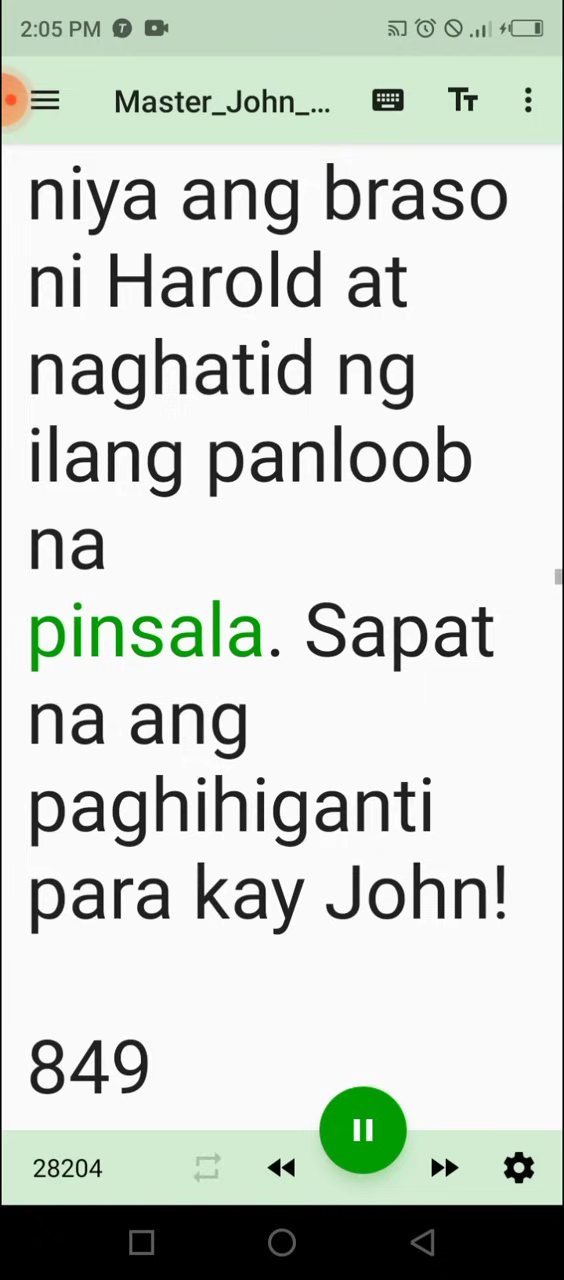 2:05 PM
Master_John_...
niya ang braso
ni Harold at
naghatid ng
ilang panloob
na
pinsala. Sapat
na ang
paghihiganti
para kay John!
849
28204